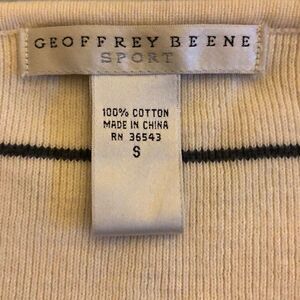 GEOFFREY BEENE
SPORT
100% COTTON
MADE IN CHINA
RN 36543
S